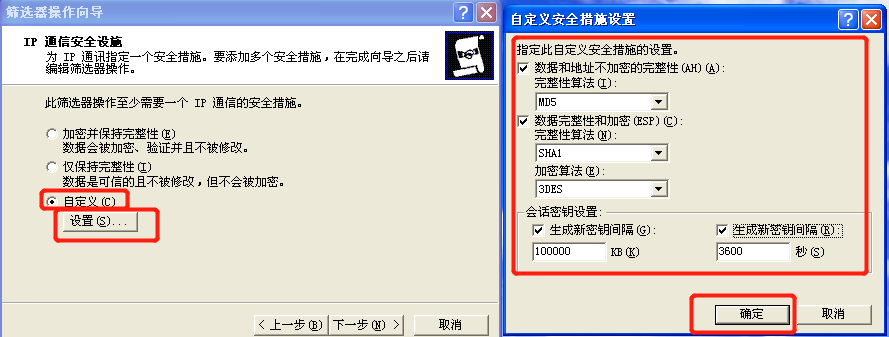 筛选器操作向导
IP 通信安全设施
为 IP 通讯指定一个安全措施。要添加多个安全措施，在完成向导之后请
编辑筛选器操作。
此筛选器操作至少需要一个 IP 通信的安全措施。
加密并保持完整性(E)
数据会被加密、验证并且不被修改。
仅保持完整性(I)
数据是可信的且不被修改，但不会被加密。
自定义(C)
设置(S)...
< 上一步(B)
下一步(N) >
取消
自定义安全措施设置
指定此自定义安全措施的设置。
数据和地址不加密的完整性(AH)(A):
完整性算法(I):
MD5
数据完整性和加密(ESP)(C):
完整性算法(N):
SHA1
加密算法(E):
3DES
会话密钥设置:
生成新密钥间隔(G):
生成新密钥间隔(R):
100000 KB(K)
3600 秒(S)
确定
取消